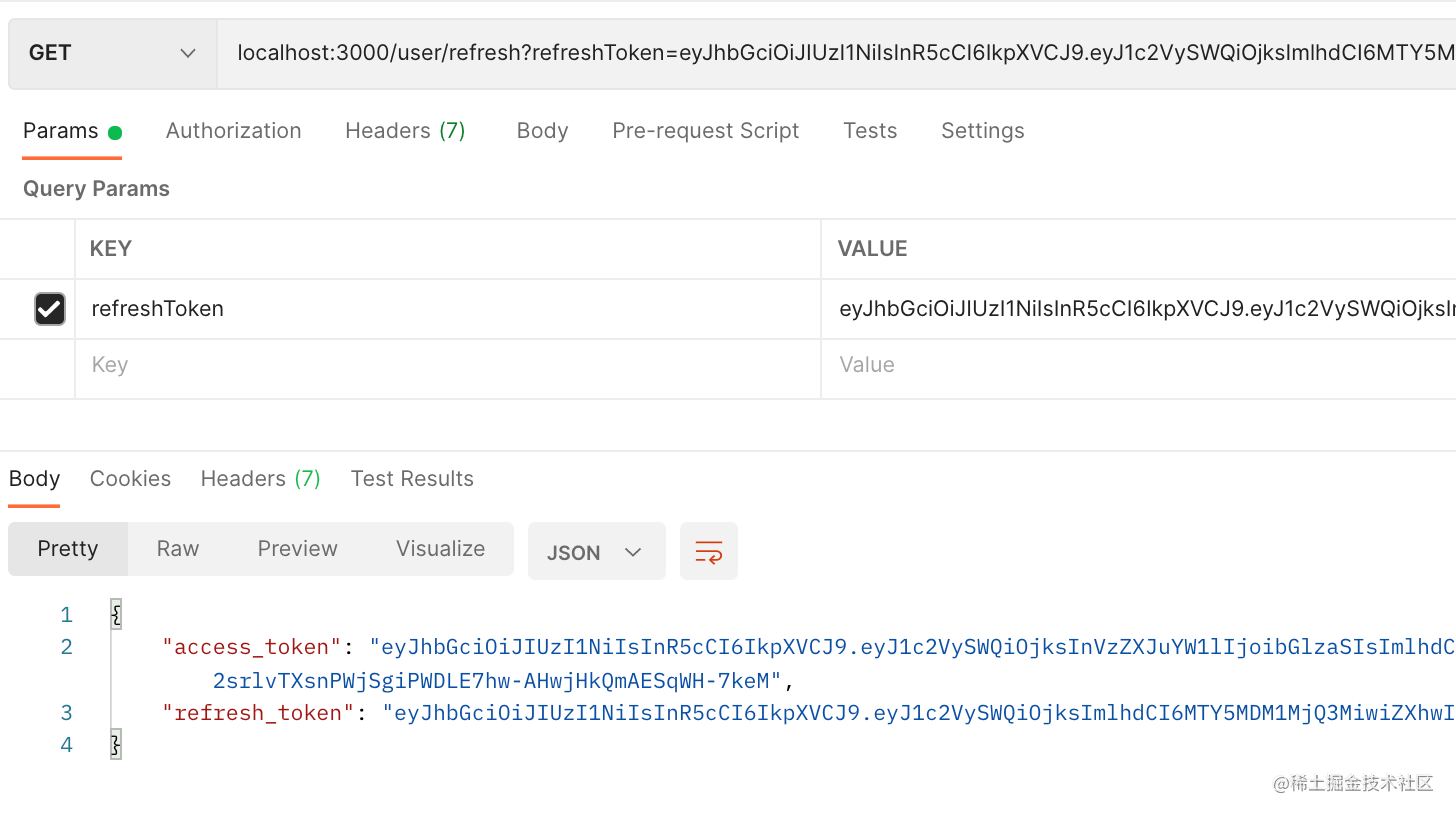 GET localhost:3000/user/refresh?refreshToken=eyJhbGciOiJIUzI1NiIsInR5cCI6IkpXVCJ9.eyJ1c2VySWQiOjksImlhdCI6MTY5M
Params Authorization Headers (7) Body Pre-request Script Tests Settings
Query Params
KEY VALUE
refreshToken eyJhbGciOiJIUzI1NiIsInR5cCI6IkpXVCJ9.eyJ1c2VySWQiOjksIm
Key Value
Body Cookies Headers (7) Test Results
Pretty Raw Preview Visualize JSON
1 {
2 "access_token": "eyJhbGciOiJIUzI1NiIsInR5cCI6IkpXVCJ9.eyJ1c2VySWQiOjksInVzZXJuYW1lIjoibGlzaSIsImlhdC
2srlvTXsnPWjSgiPWDLE7hw-AHwjHkQmAESqWH-7keM",
3 "refresh_token": "eyJhbGciOiJIUzI1NiIsInR5cCI6IkpXVCJ9.eyJ1c2VySWQiOjksImlhdCI6MTY5MDM1MjQ3MiwiZXhwI
4 }
@稀土掘金技术社区